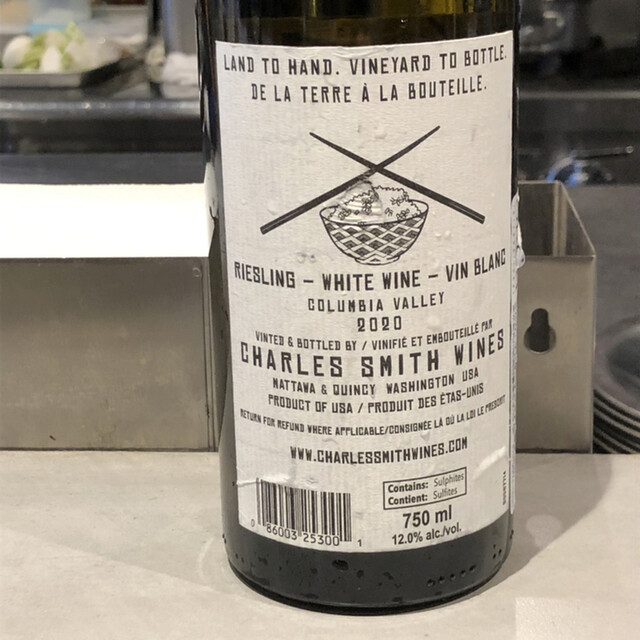 LAND TO HAND. VINEYARD TO BOTTLE.
DE LA TERRE À LA BOUTEILLE.
RIESLING – WHITE WINE – VIN BLANC
COLUMBIA VALLEY
2020
VINTED & BOTTLED BY / VINIFIÉ ET EMBOUTEILLÉ PAR
CHARLES SMITH WINES
MATTAWA & QUINCY WASHINGTON USA
PRODUCT OF USA / PRODUIT DES ÉTAS-UNIS
RETURN FOR REFUND WHERE APPLICABLE/CONSIGNÉE LÀ OÙ LA LOI LE PRESCRIT
WWW.CHARLESSMITHWINES.COM
Contains: Sulphites
Contient: Sulfites
750 ml
12.0% alc./vol.
0 86003 25300 1